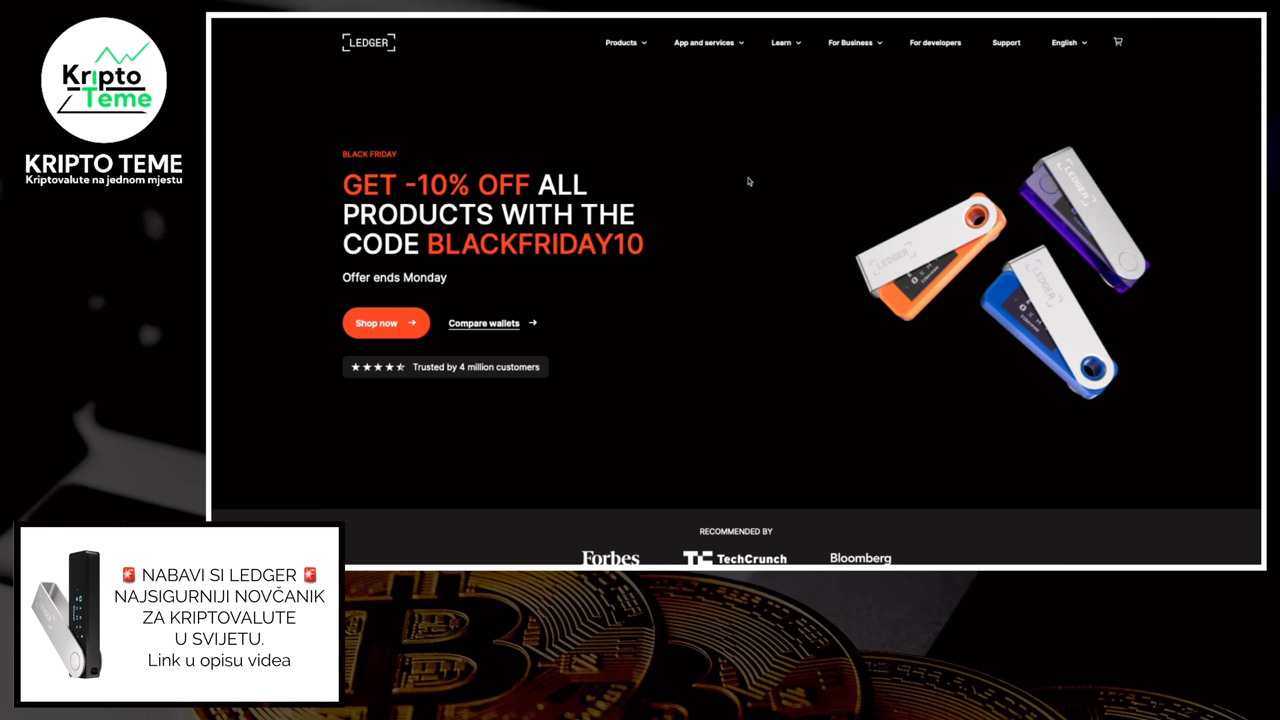 Kripto
Teme
KRIPTO TEME
Kriptovalute na jednom mjestu
LEDGER
Products
App and services
Learn
For Business
For developers
Support
English
BLACK FRIDAY
GET -10% OFF ALL
PRODUCTS WITH THE
CODE BLACKFRIDAY10
Offer ends Monday
Shop now
Compare wallets
Trusted by 4 million customers
LEDGER
LEDGER
LEDGER
RECOMMENDED BY
Forbes
TechCrunch
Bloomberg
🚨 NABAVI SI LEDGER 🚨
NAJSIGURNIJI NOVČANIK
ZA KRIPTOVALUTE
U SVIJETU.
Link u opisu videa